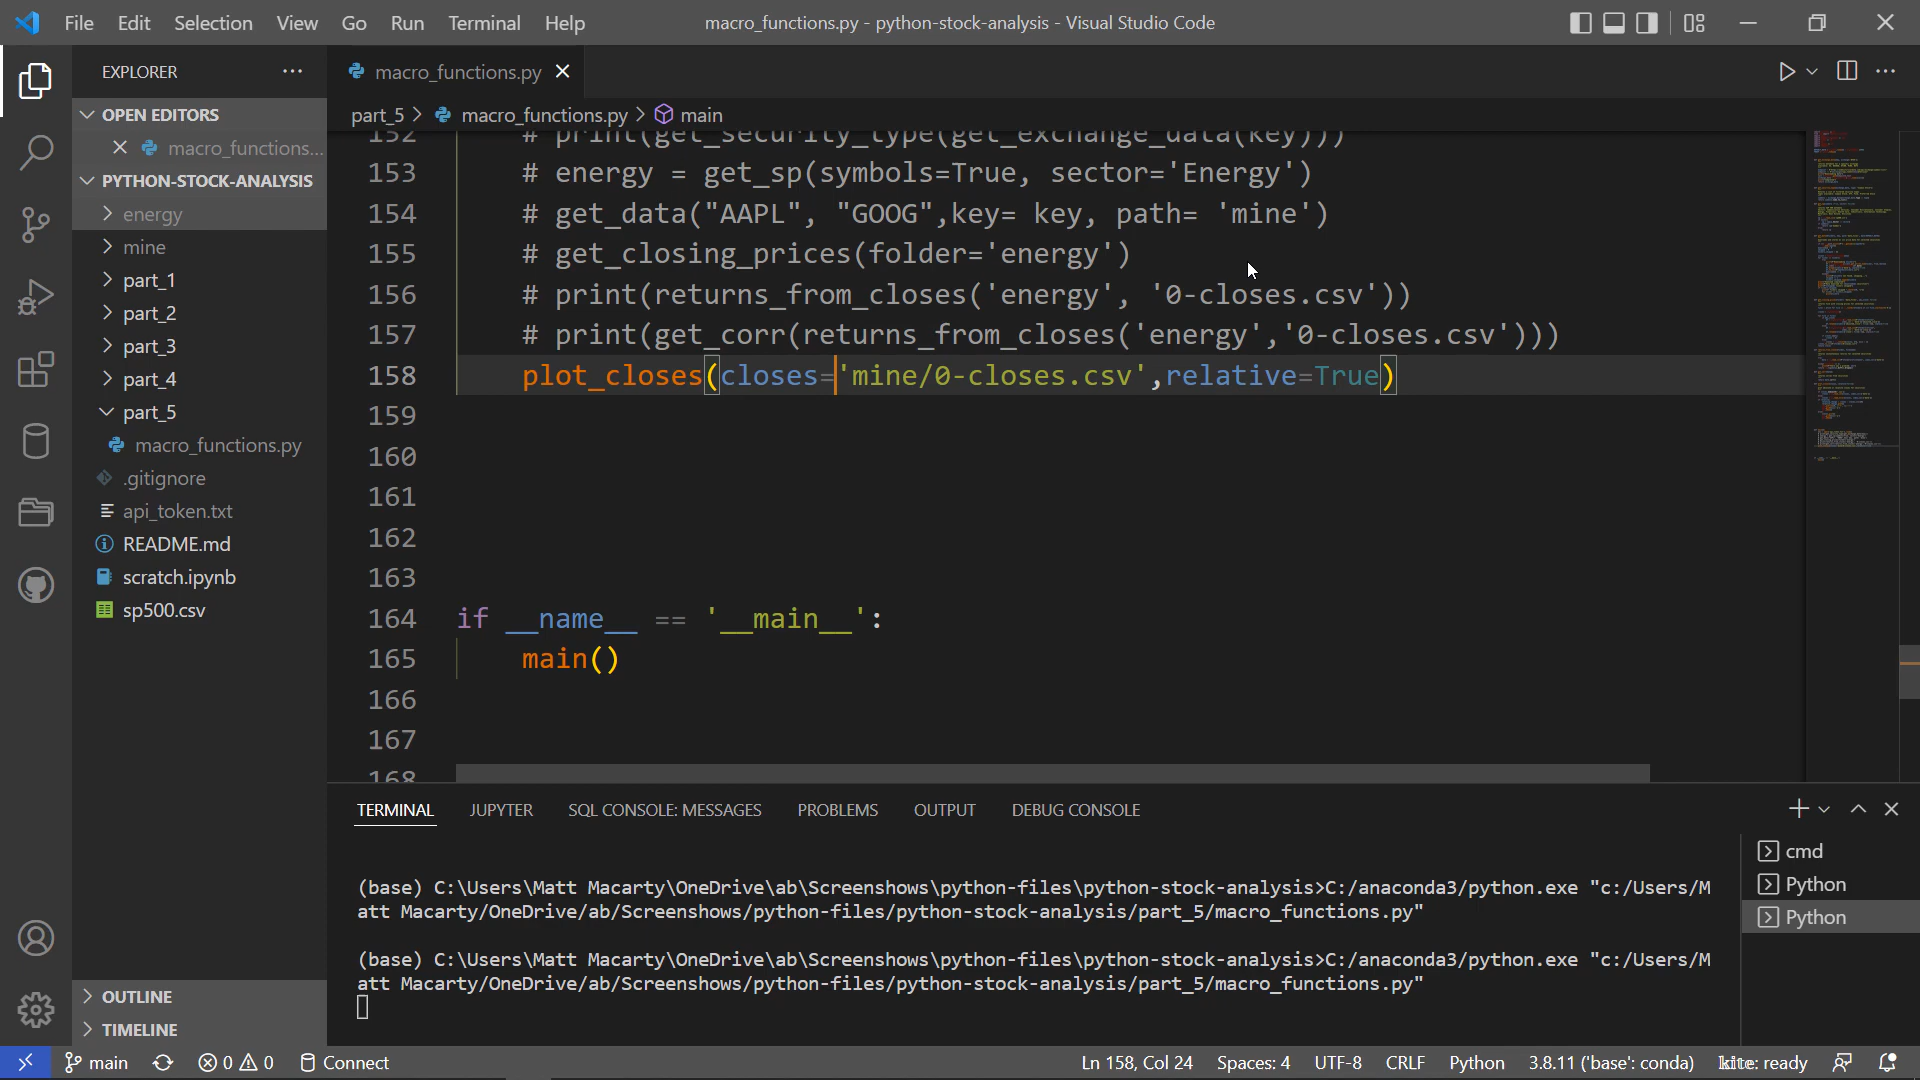 File Edit Selection View Go Run Terminal Help
macro_functions.py - python-stock-analysis - Visual Studio Code
EXPLORER
OPEN EDITORS
macro_functions...
PYTHON-STOCK-ANALYSIS
energy
mine
part_1
part_2
part_3
part_4
part_5
macro_functions.py
.gitignore
api_token.txt
README.md
scratch.ipynb
sp500.csv
OUTLINE
TIMELINE
macro_functions.py
part_5 > macro_functions.py > main
152 # print(get_security_type(get_exchange_data(key)))
153 # energy = get_sp(symbols=True, sector='Energy')
154 # get_data("AAPL", "GOOG",key= key, path= 'mine')
155 # get_closing_prices(folder='energy')
156 # print(returns_from_closes('energy', '0-closes.csv'))
157 # print(get_corr(returns_from_closes('energy','0-closes.csv')))
158 plot_closes(closes='mine/0-closes.csv',relative=True)
159
160
161
162
163
164 if __name__ == '__main__':
165 main()
166
167
168
TERMINAL JUPYTER SQL CONSOLE: MESSAGES PROBLEMS OUTPUT DEBUG CONSOLE
(base) C:\Users\Matt Macarty\OneDrive\ab\Screenshows\python-files\python-stock-analysis>C:/anaconda3/python.exe "c:/Users/M
att Macarty/OneDrive/ab/Screenshows/python-files/python-stock-analysis/part_5/macro_functions.py"
(base) C:\Users\Matt Macarty\OneDrive\ab\Screenshows\python-files\python-stock-analysis>C:/anaconda3/python.exe "c:/Users/M
att Macarty/OneDrive/ab/Screenshows/python-files/python-stock-analysis/part_5/macro_functions.py"
cmd
Python
Python
main 0 0 Connect Ln 158, Col 24 Spaces: 4 UTF-8 CRLF Python 3.8.11 ('base': conda) kite: ready